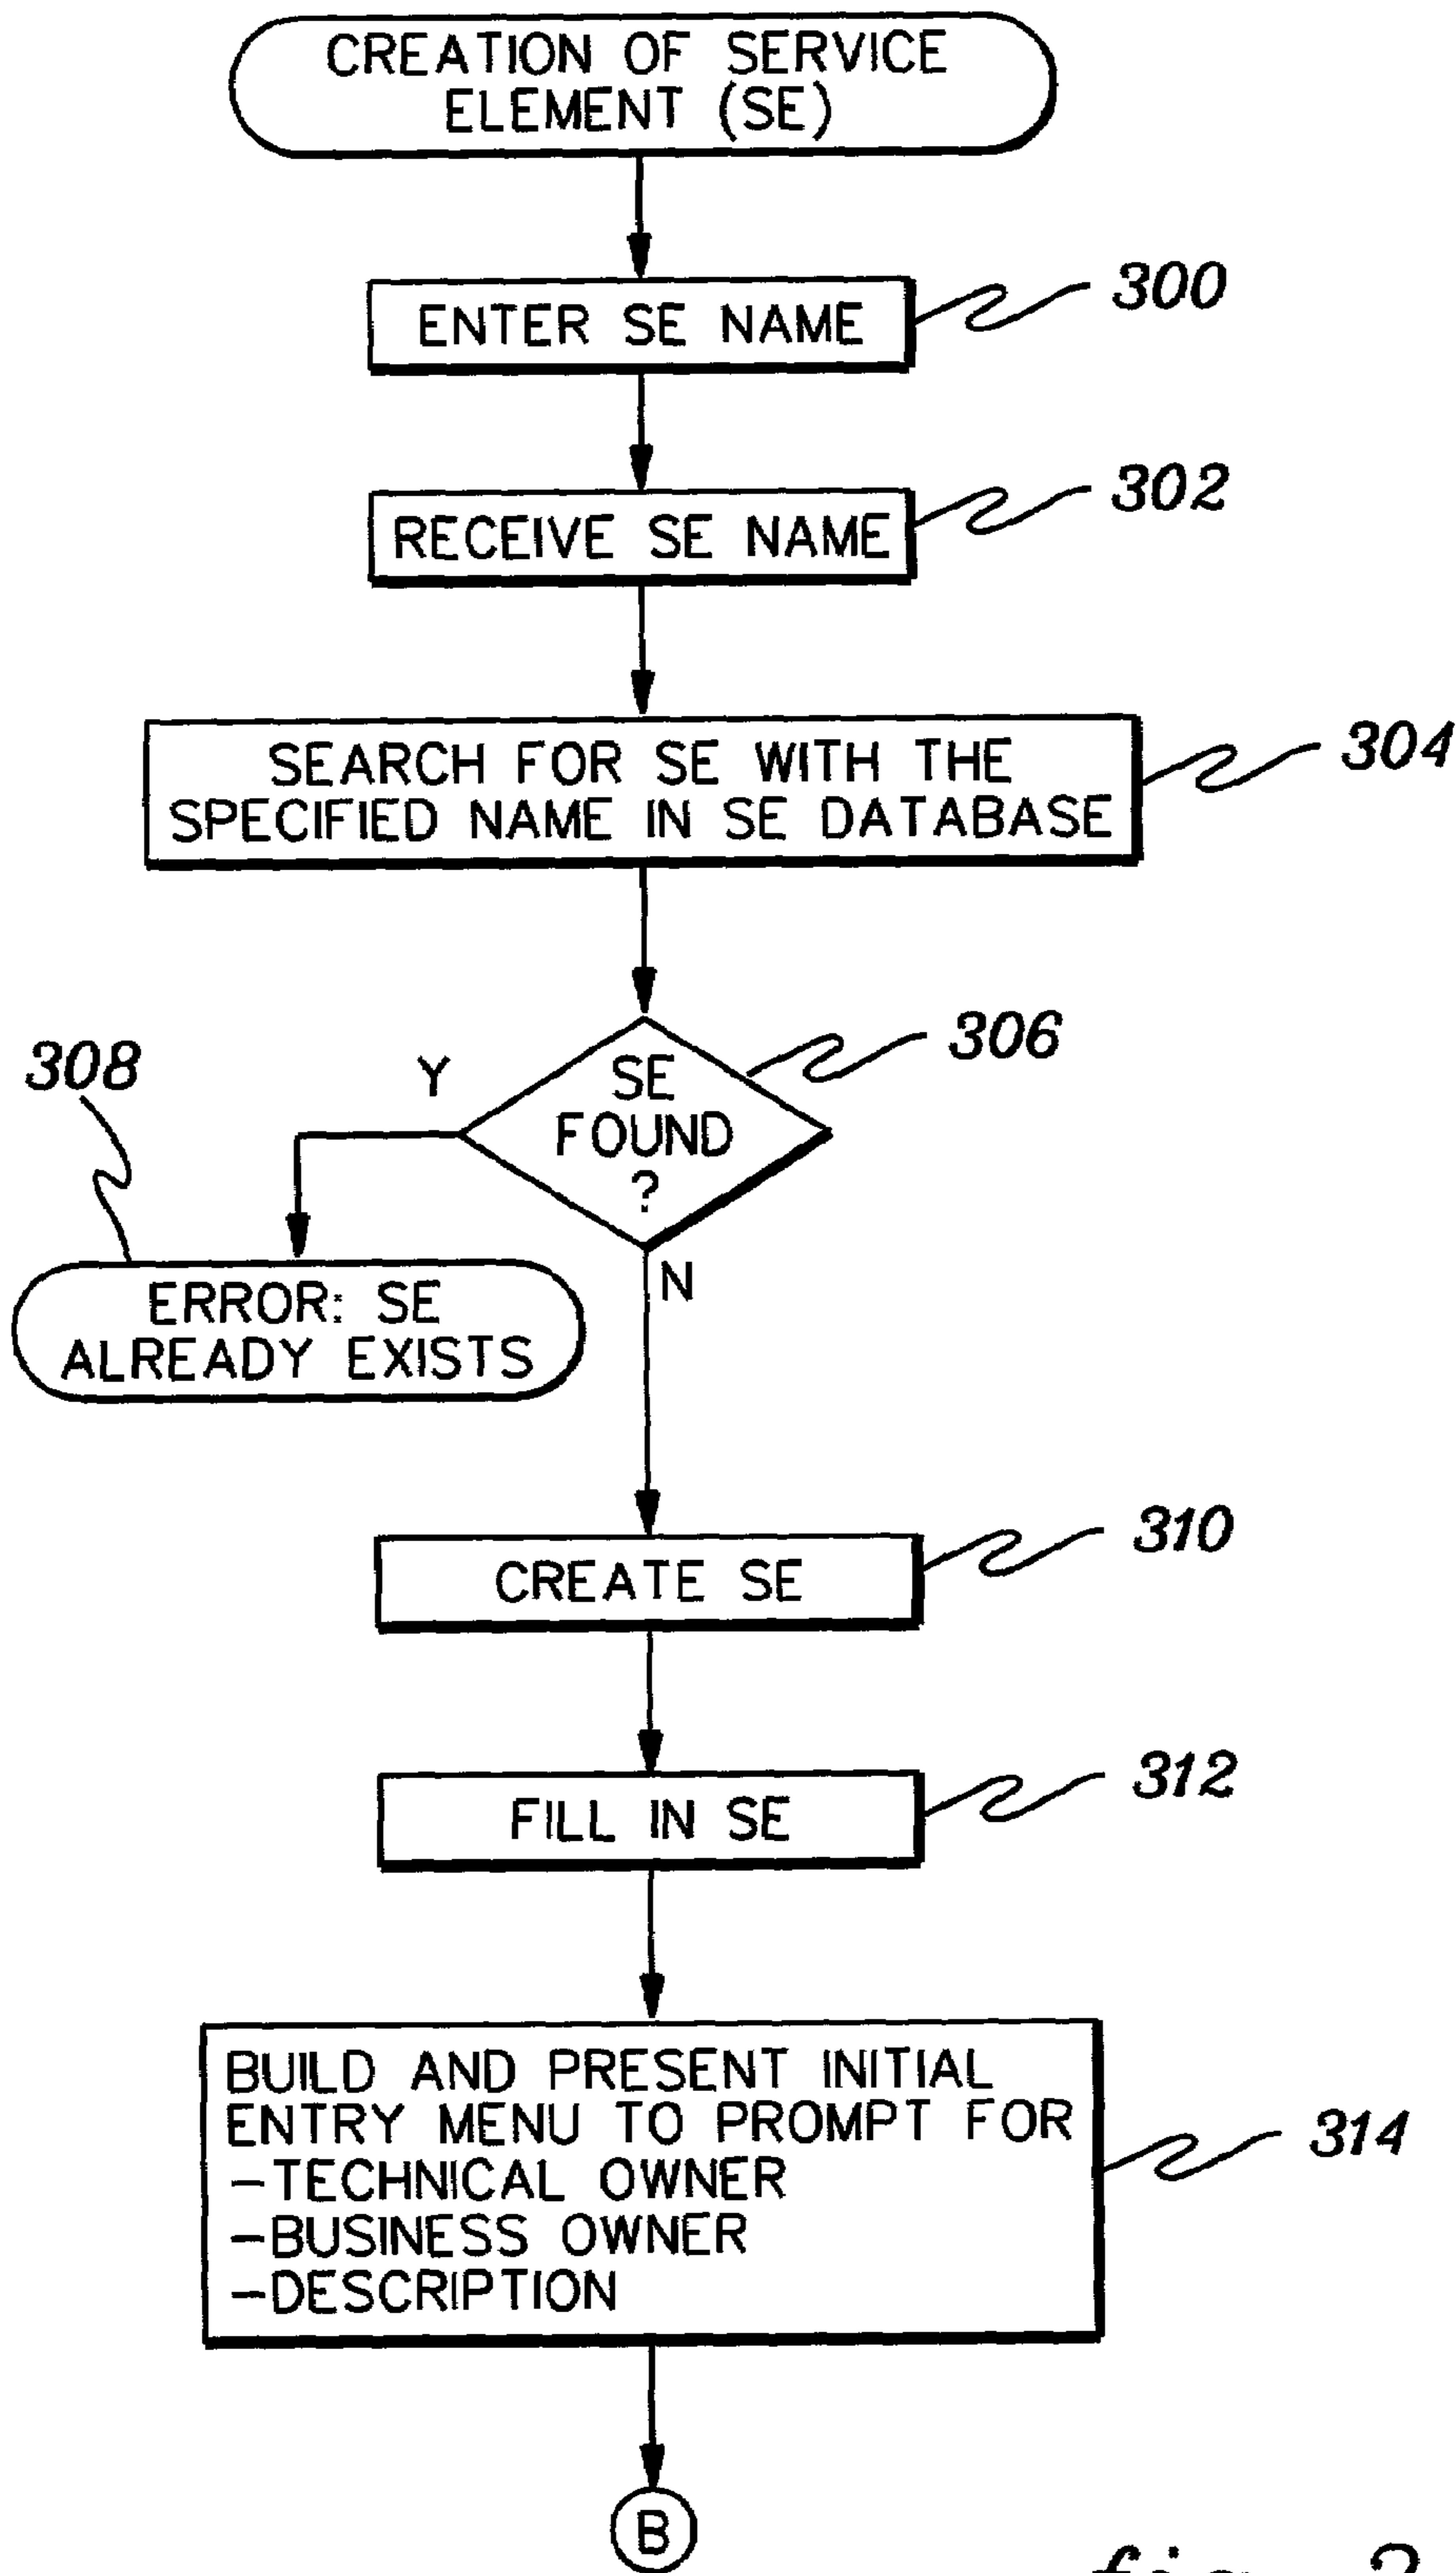 CREATION OF SERVICE
ELEMENT (SE)
ENTER SE NAME
300
RECEIVE SE NAME
302
SEARCH FOR SE WITH THE
SPECIFIED NAME IN SE DATABASE
304
306
308
Y
SE
FOUND
?
N
ERROR: SE
ALREADY EXISTS
CREATE SE
310
FILL IN SE
312
BUILD AND PRESENT INITIAL
ENTRY MENU TO PROMPT FOR
-TECHNICAL OWNER
-BUSINESS OWNER
-DESCRIPTION
314
B